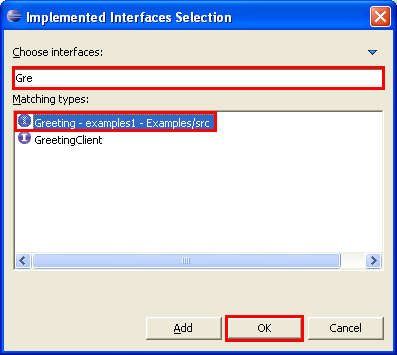 Implemented Interfaces Selection
Choose interfaces:
Gre
Matching types:
Greeting - examples1 - Examples/src
GreetingClient
Add
OK
Cancel